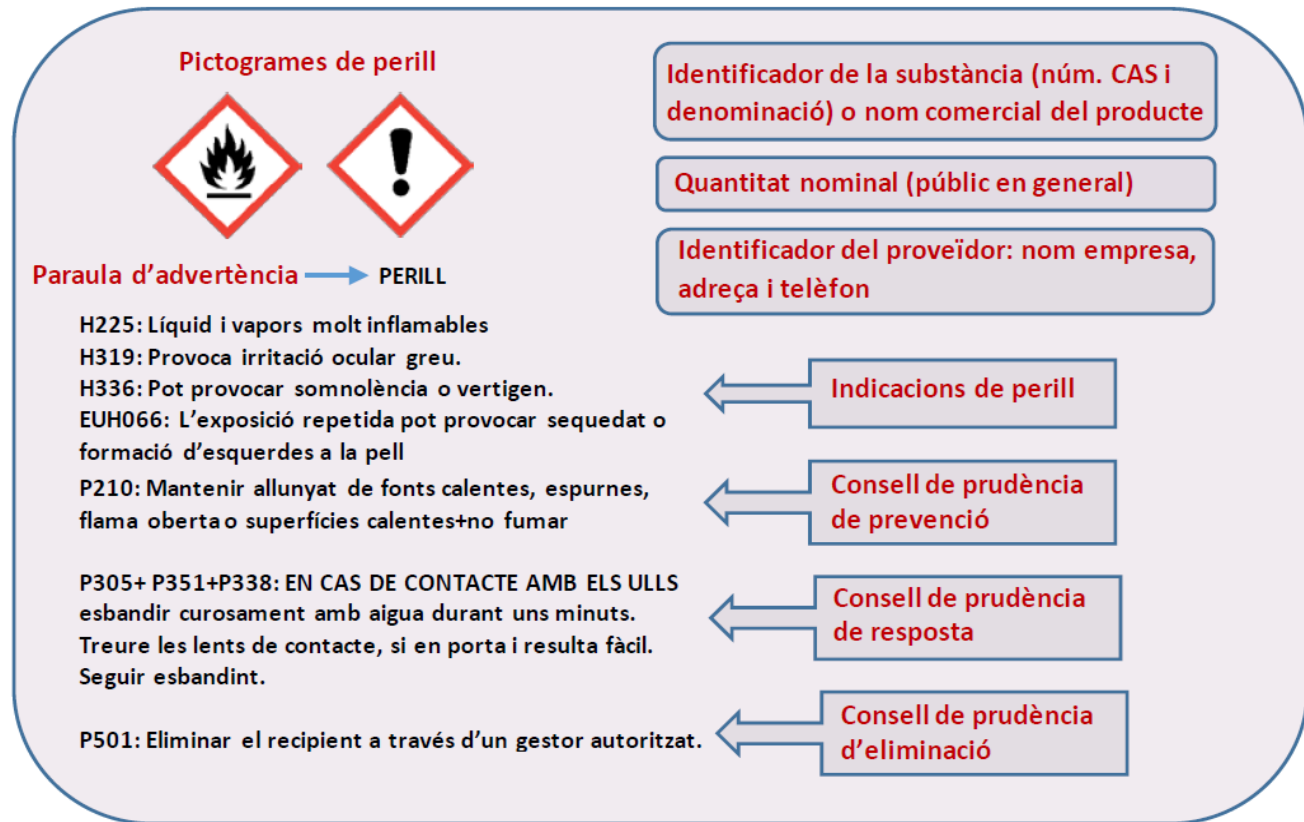 Pictogrames de perill
Paraula d'advertència
PERILL
Identificador de la substància (núm. CAS i
denominació) o nom comercial del producte
Quantitat nominal (públic en general)
Identificador del proveïdor: nom empresa,
adreça i telèfon
H225: Líquid i vapors molt inflamables
H319: Provoca irritació ocular greu.
H336: Pot provocar somnolència o vertigen.
EUH066: L'exposició repetida pot provocar sequedat o
formació d'esquerdes a la pell
Indicacions de perill
P210: Mantenir allunyat de fonts calentes, espurnes,
flama oberta o superfícies calentes+no fumar
Consell de prudència
de prevenció
P305+ P351+P338: EN CAS DE CONTACTE AMB ELS ULLS
esbandir curosament amb aigua durant uns minuts.
Treure les lents de contacte, si en porta i resulta fàcil.
Seguir esbandint.
Consell de prudència
de resposta
P501: Eliminar el recipient a través d'un gestor autoritzat.
Consell de prudència
d'eliminació